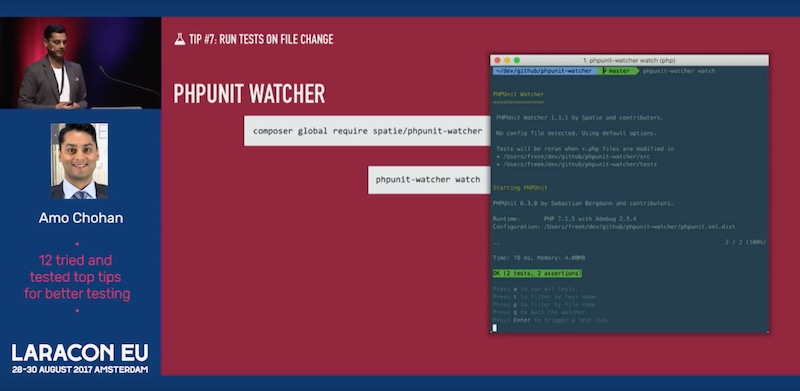 TIP #7: RUN TESTS ON FILE CHANGE
PHPUNIT WATCHER
composer global require spatie/phpunit-watcher
phpunit-watcher watch
1. phpunit-watcher watch (php)
~/dev/github/phpunit-watcher master phpunit-watcher watch
PHPUnit Watcher
===============
PHPUnit Watcher 1.3.1 by Spatie and contributors.
No config file detected. Using default options.
Tests will be rerun when *.php files are modified in
* /Users/freek/dev/github/phpunit-watcher/src
* /Users/freek/dev/github/phpunit-watcher/tests
Starting PHPUnit
PHPUnit 6.3.0 by Sebastian Bergmann and contributors.
Runtime: PHP 7.1.5 with Xdebug 2.5.4
Configuration: /Users/freek/dev/github/phpunit-watcher/phpunit.xml.dist
.. 2 / 2 (100%)
Time: 78 ms, Memory: 4.00MB
OK (2 tests, 2 assertions)
Press a to run all tests.
Press t to filter by test name.
Press p to filter by file name.
Press q to quit the watcher.
Press Enter to trigger a test run.
Amo Chohan
12 tried and
tested top tips
for better testing
LARACON EU
28-30 AUGUST 2017 AMSTERDAM